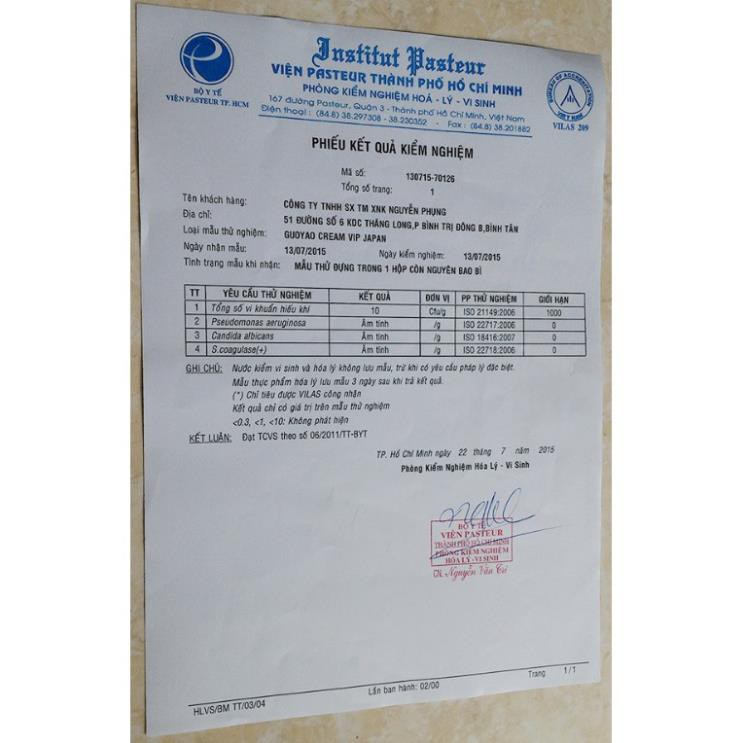 Institut Pasteur
VIỆN PASTEUR THÀNH PHỐ HỒ CHÍ MINH
PHÒNG KIỂM NGHIỆM HOÁ - LÝ - VI SINH
167 đường Pasteur, Quận 3 - Thành phố Hồ Chí Minh, Việt Nam
Điện thoại : (84.8) 38.297308 - 38.230352 - Fax : (84.8) 38.201882
BỘ Y TẾ
VIỆN PASTEUR TP. HCM
BUREAU OF ACCREDITATION
VIETNAM
VILAS 209
PHIẾU KẾT QUẢ KIỂM NGHIỆM
Mã số: 130715-70126
Tổng số trang: 1
Tên khách hàng: CÔNG TY TNHH SX TM XNK NGUYỄN PHỤNG
Địa chỉ: 51 ĐƯỜNG SỐ 6 KDC THĂNG LONG,P BÌNH TRỊ ĐÔNG B,BÌNH TÂN
Loại mẫu thử nghiệm: GUOYAO CREAM VIP JAPAN
Ngày nhận mẫu: 13/07/2015 Ngày kiểm nghiệm: 13/07/2015
Tình trạng mẫu khi nhận: MẪU THỬ ĐỰNG TRONG 1 HỘP CÒN NGUYÊN BAO BÌ
TT YÊU CẦU THỬ NGHIỆM KẾT QUẢ ĐƠN VỊ PP THỬ NGHIỆM GIỚI HẠN
1 Tổng số vi khuẩn hiếu khí 10 Cfu/g ISO 21149:2006 1000
2 Pseudomonas aeruginosa Âm tính /g ISO 22717:2006 0
3 Candida albicans Âm tính /g ISO 18416:2007 0
4 S.coagulase(+) Âm tính /g ISO 22718:2006 0
GHI CHÚ: Nước kiểm vi sinh và hóa lý không lưu mẫu, trừ khi có yêu cầu pháp lý đặc biệt.
Mẫu thực phẩm hóa lý lưu mẫu 3 ngày sau khi trả kết quả.
(*) Chỉ tiêu được VILAS công nhận
Kết quả chỉ có giá trị trên mẫu thử nghiệm
<0.3, <1, <10: Không phát hiện
KẾT LUẬN: Đạt TCVS theo số 06/2011/TT-BYT
TP. Hồ Chí Minh ngày 22 tháng 7 năm 2015
Phòng Kiểm Nghiệm Hóa Lý - Vi Sinh
BỘ Y TẾ
VIỆN PASTEUR
THÀNH PHỐ HỒ CHÍ MINH
PHÒNG KIỂM NGHIỆM
HÓA LÝ - VI SINH
CN. Nguyễn Văn Trí
HLVS/BM TT/03/04
Lần ban hành: 02/00
Trang 1/1